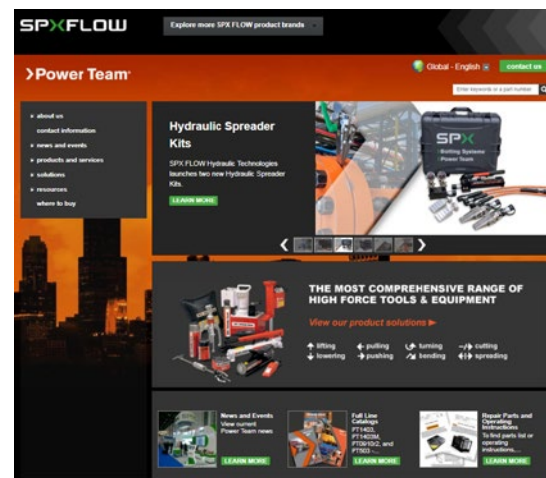 SPXFLOW
Explore more SPX FLOW product brands
Power Team
Global - English
contact us
Enter keywords or a part number
about us
contact information
news and events
products and services
solutions
resources
where to buy
Hydraulic Spreader
Kits
SPX FLOW Hydraulic Technologies
launches two new Hydraulic Spreader
Kits.
LEARN MORE
SPX
Bolting Systems
Power Team
THE MOST COMPREHENSIVE RANGE OF
HIGH FORCE TOOLS & EQUIPMENT
View our product solutions
lifting pulling turning cutting
lowering pushing bending spreading
News and Events
View current
Power Team news
LEARN MORE
Full Line
Catalogs
PT1403,
PT1403M,
and
LEARN MORE
Repair Parts and
Operating
Instructions
To find parts list or
operating
instructions,...
LEARN MORE